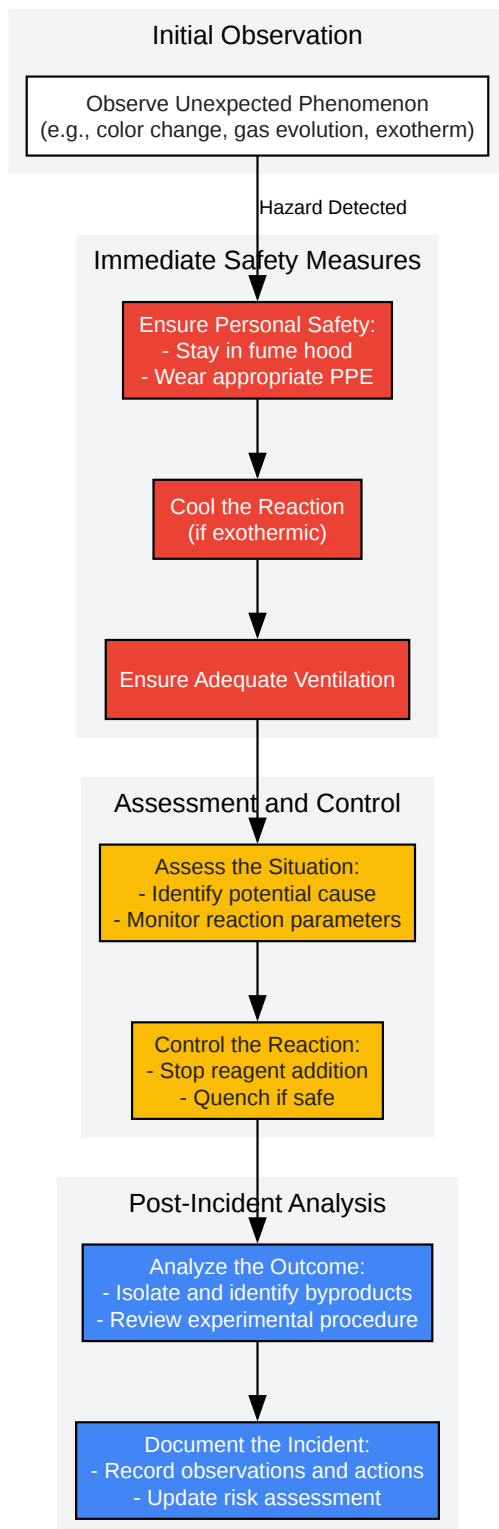 Initial Observation
Observe Unexpected Phenomenon
(e.g., color change, gas evolution, exotherm)
Hazard Detected
Immediate Safety Measures
Ensure Personal Safety:
- Stay in fume hood
- Wear appropriate PPE
Cool the Reaction
(if exothermic)
Ensure Adequate Ventilation
Assessment and Control
Assess the Situation:
- Identify potential cause
- Monitor reaction parameters
Control the Reaction:
- Stop reagent addition
- Quench if safe
Post-Incident Analysis
Analyze the Outcome:
- Isolate and identify byproducts
- Review experimental procedure
Document the Incident:
- Record observations and actions
- Update risk assessment